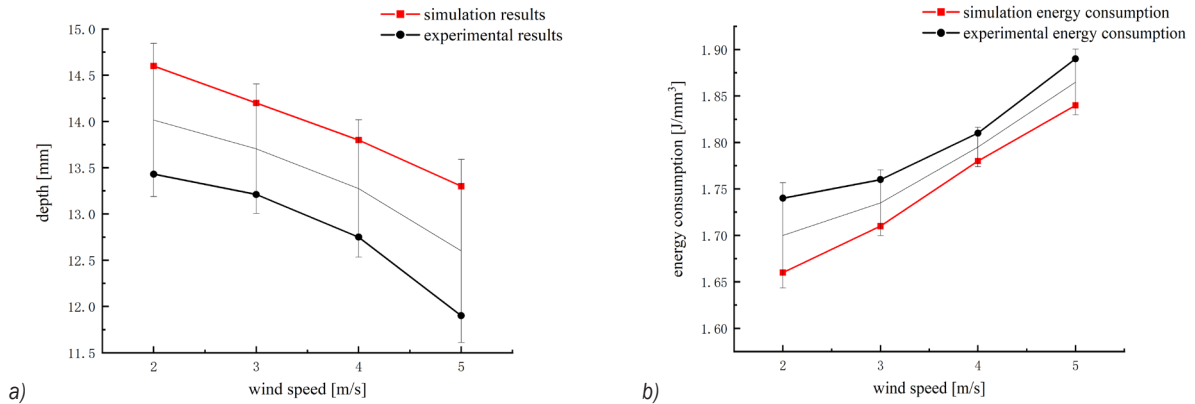 simulation results
experimental results
15.0
14.5
14.0
13.5
13.0
12.5
12.0
11.5
depth [mm]
2 3 4 5
wind speed [m/s]
a)
simulation energy consumption
experimental energy consumption
1.90
1.85
1.80
1.75
1.70
1.65
1.60
energy consumption [J/mm³]
2 3 4 5
wind speed [m/s]
b)